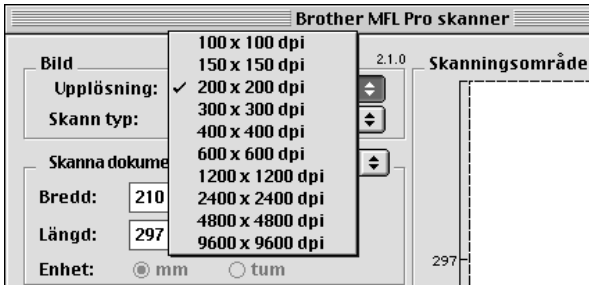 Brother MFL Pro skanner
Bild
2.1.0
Upplösning:
Skann typ:
100 x 100 dpi
150 x 150 dpi
✓ 200 x 200 dpi
300 x 300 dpi
400 x 400 dpi
600 x 600 dpi
1200 x 1200 dpi
2400 x 2400 dpi
4800 x 4800 dpi
9600 x 9600 dpi
Skanna dokume
Bredd: 210
Längd: 297
Enhet: mm tum
Skanningsområde
297